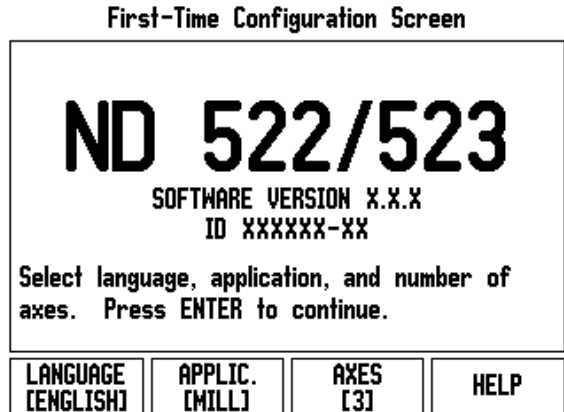 First-Time Configuration Screen
ND 522/523
SOFTWARE VERSION X.X.X
ID XXXXXX-XX
Select language, application, and number of
axes. Press ENTER to continue.
LANGUAGE
[ENGLISH]
APPLIC.
[MILL]
AXES
[3]
HELP